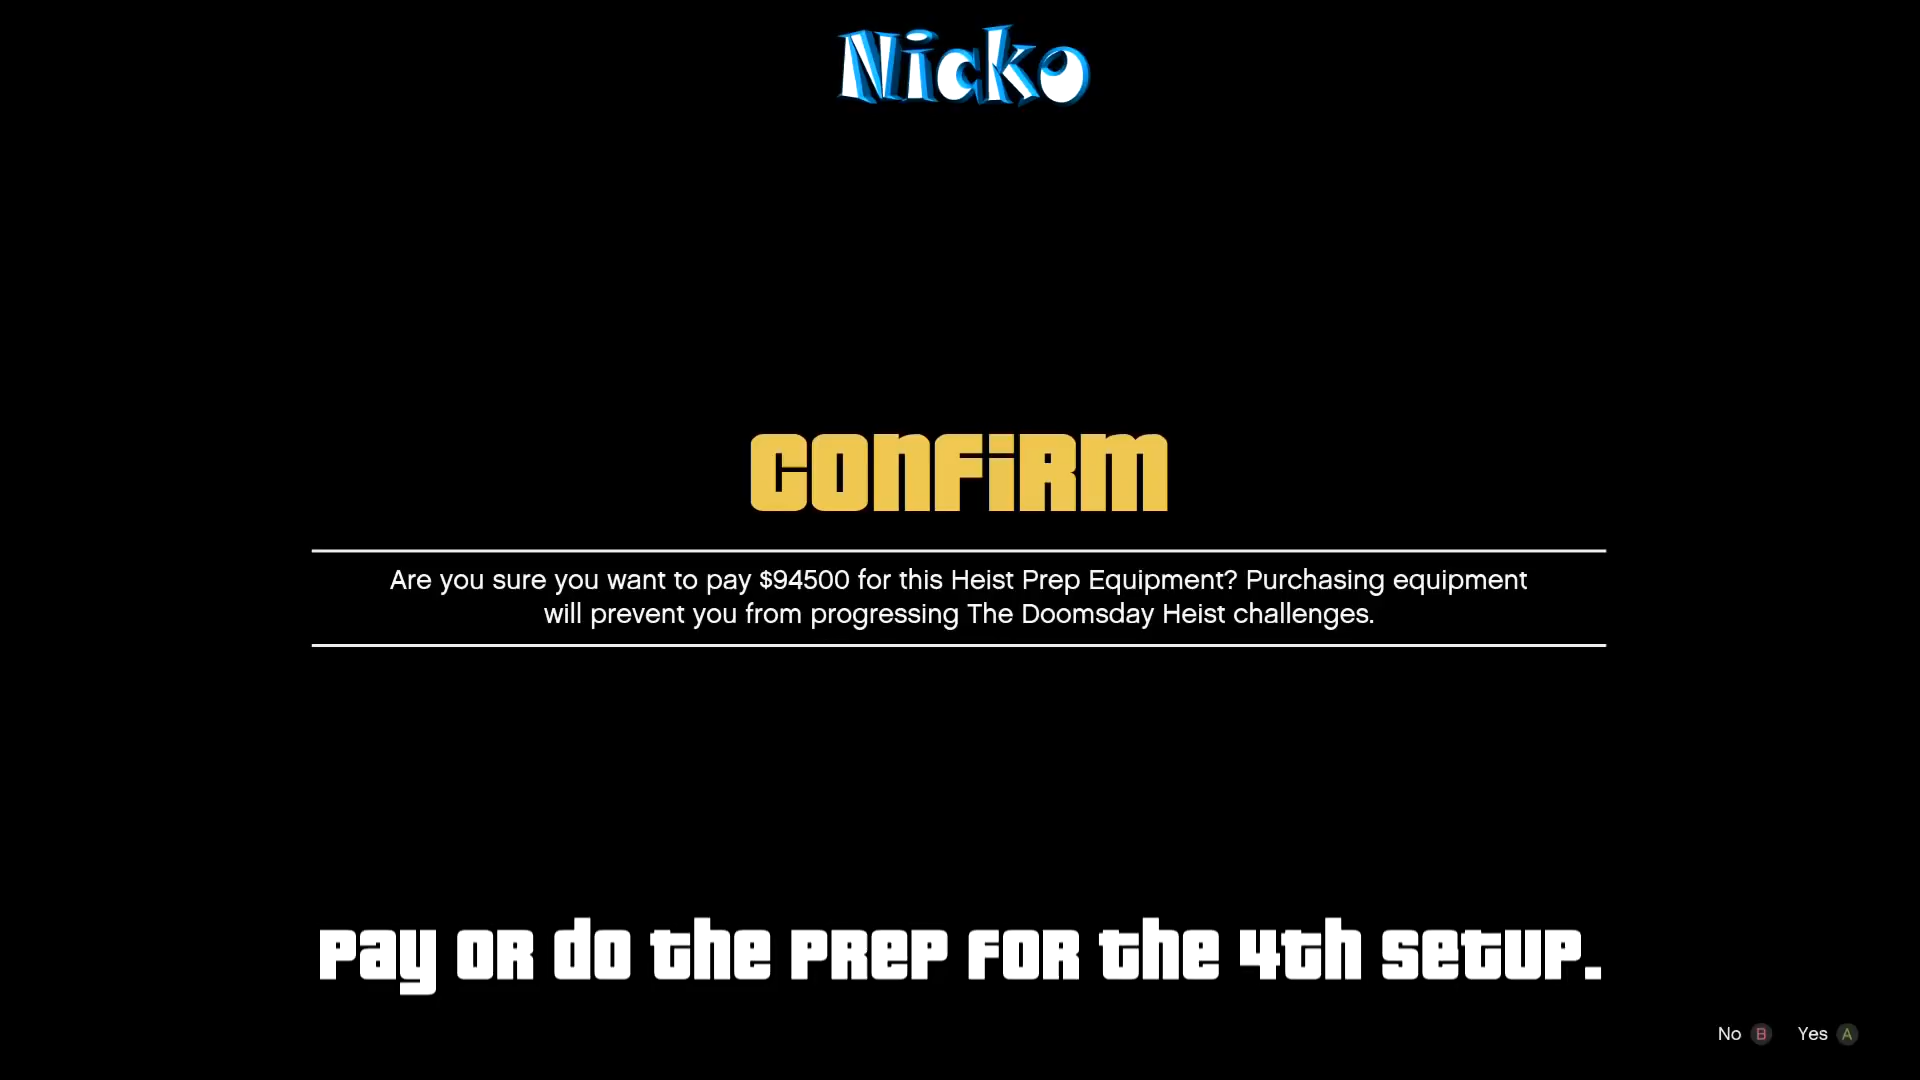 Nicko
CONFIRM
Are you sure you want to pay $94500 for this Heist Prep Equipment? Purchasing equipment
will prevent you from progressing The Doomsday Heist challenges.
Pay or do the prep for the 4th setup.
No B Yes A